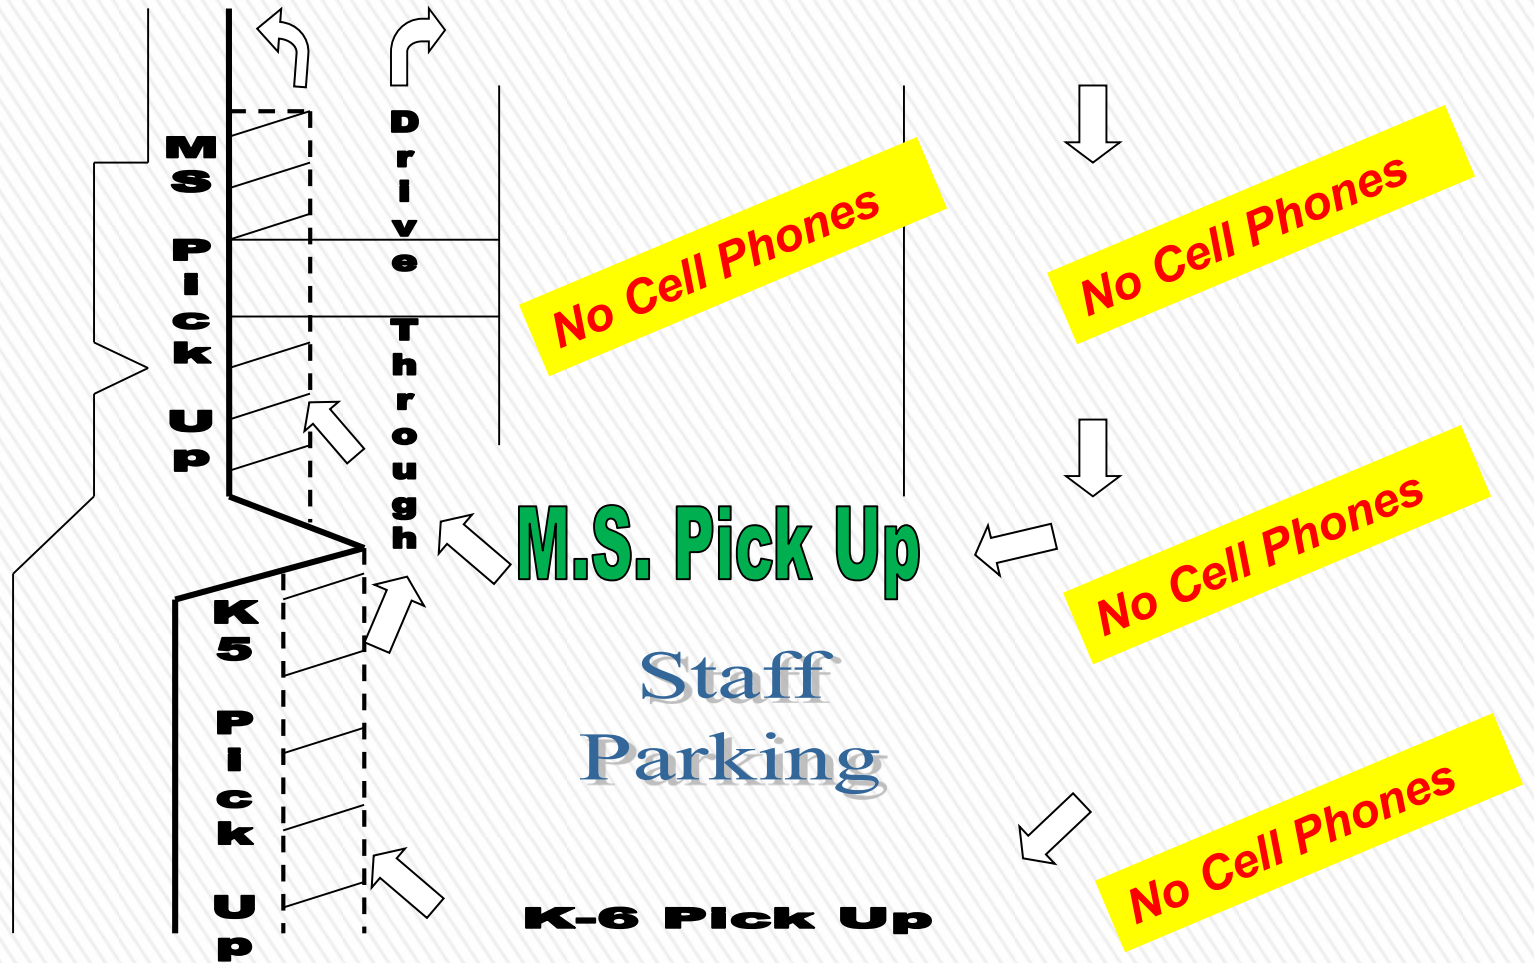 MS Pick Up
Drive Through
No Cell Phones
No Cell Phones
M.S. Pick Up
No Cell Phones
K5 Pick Up
Staff
Parking
No Cell Phones
K-6 Pick Up